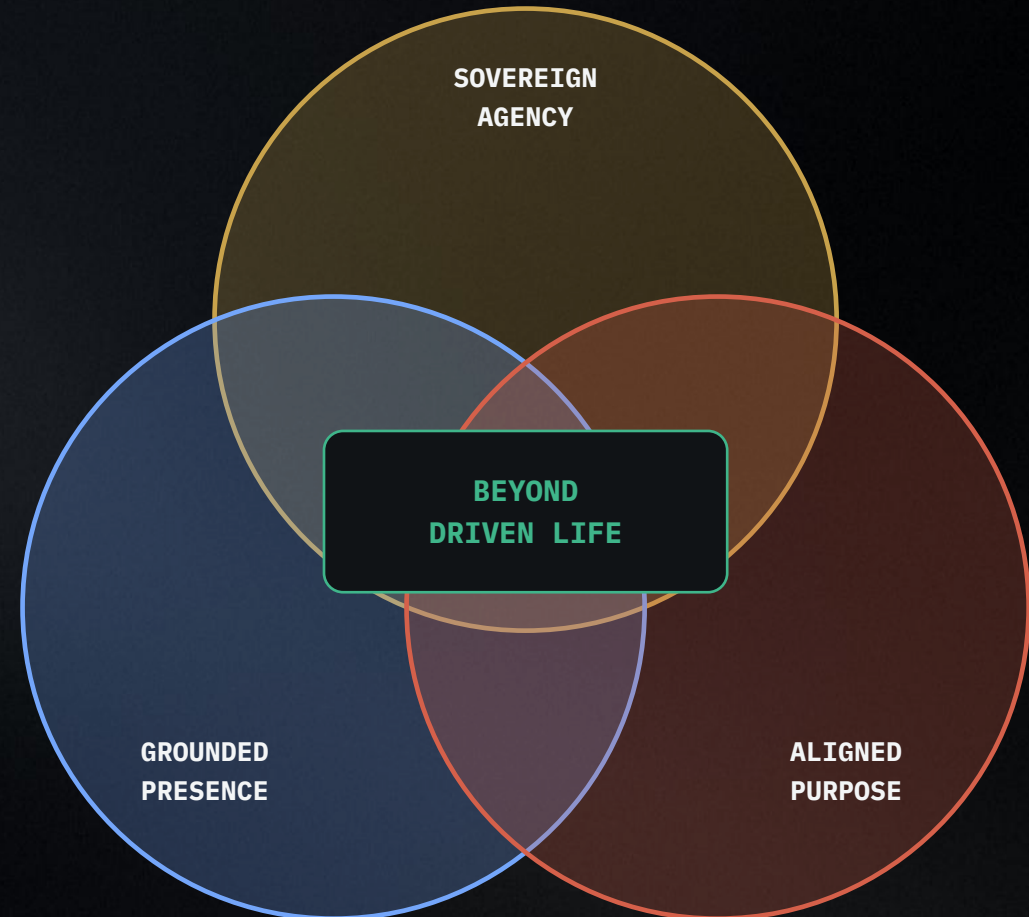 SOVEREIGN
AGENCY
BEYOND
DRIVEN LIFE
GROUNDED
PRESENCE
ALIGNED
PURPOSE